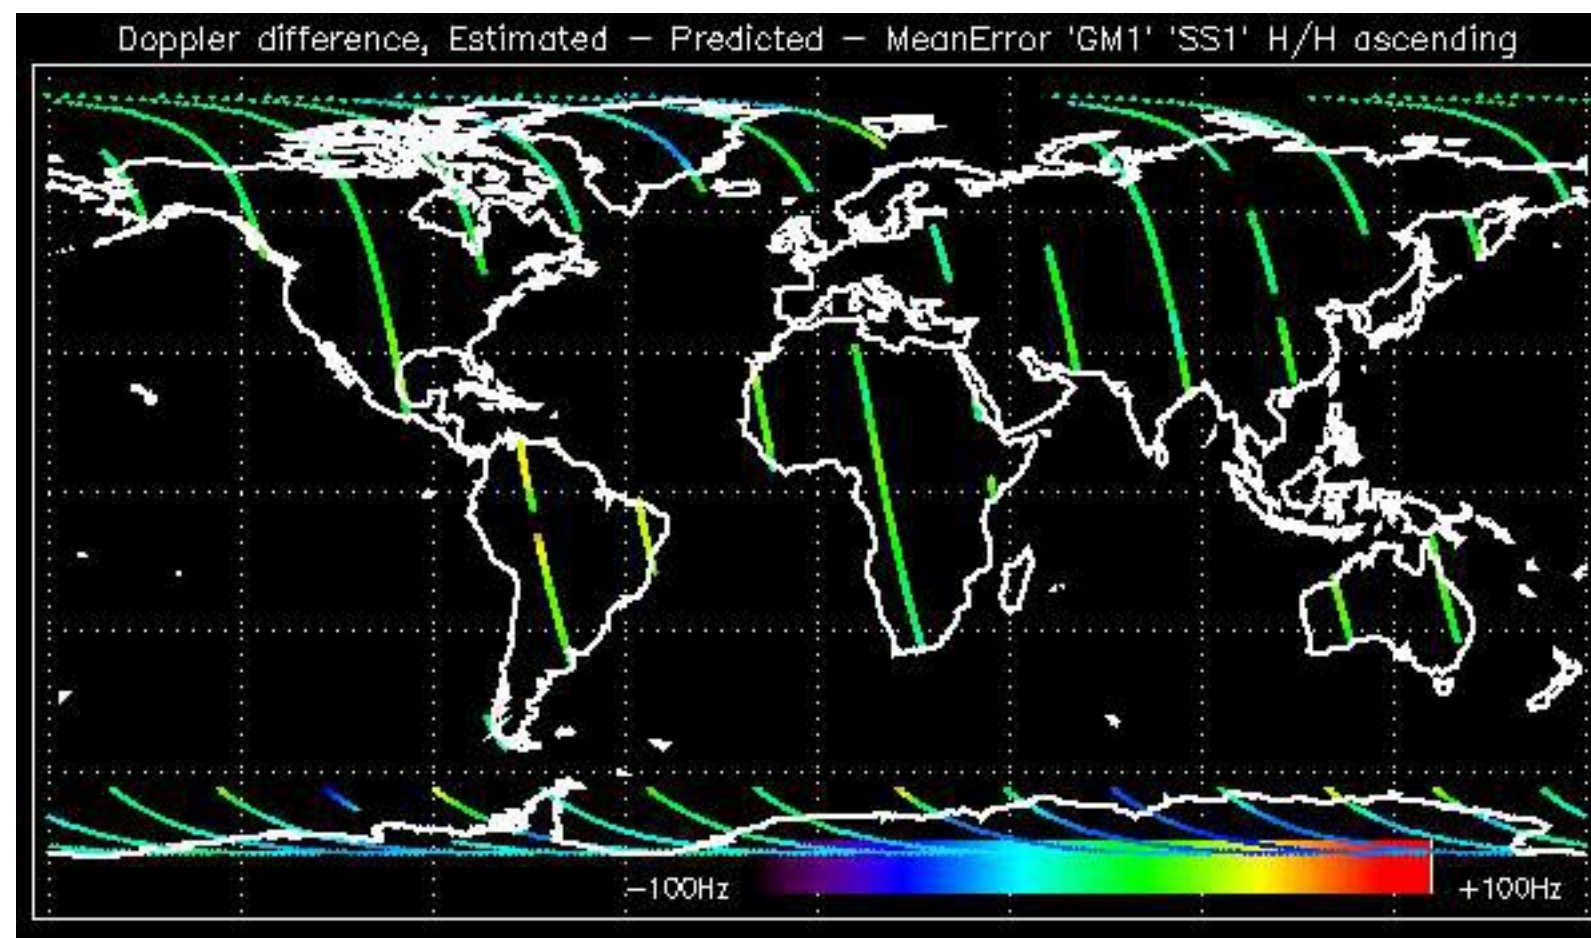 Doppler difference, Estimated – Predicted – MeanError 'GM1' 'SS1' H/H ascending
–100Hz +100Hz